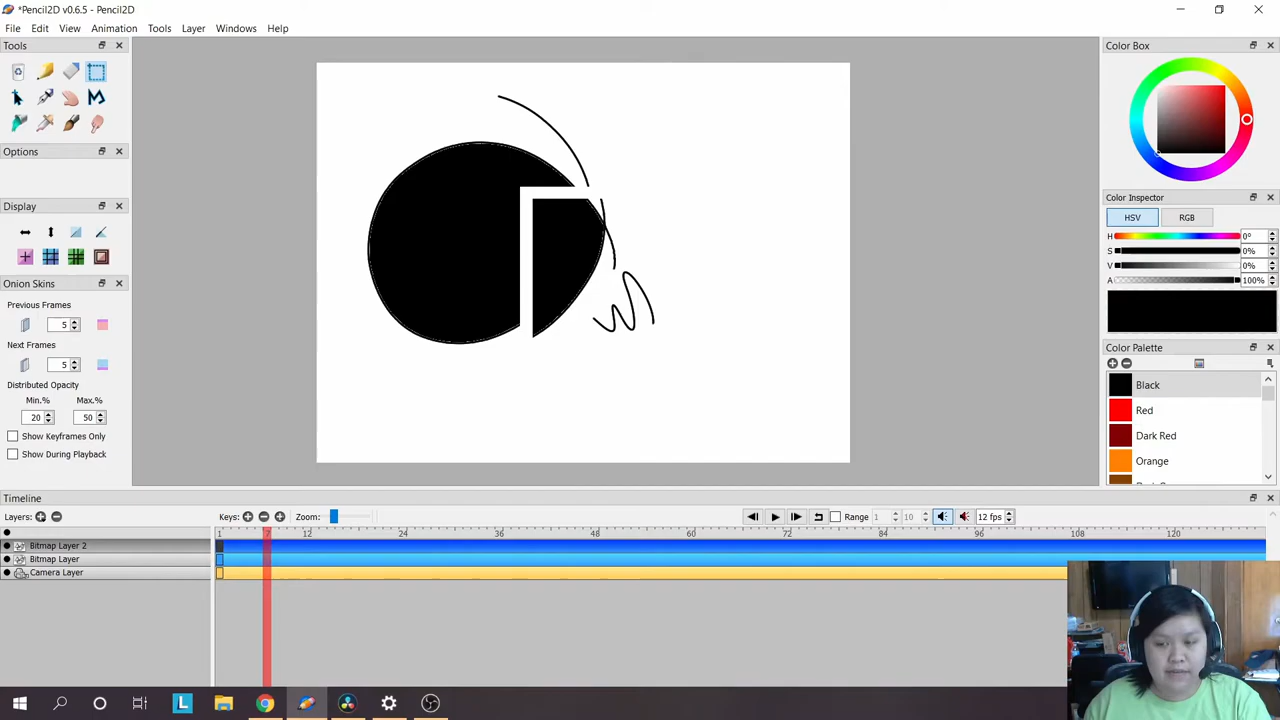 *Pencil2D v0.6.5 - Pencil2D
File Edit View Animation Tools Layer Windows Help
Tools
Options
Display
Onion Skins
Previous Frames
5
Next Frames
5
Distributed Opacity
Min.% Max.%
20 50
Show Keyframes Only
Show During Playback
Color Box
Color Inspector
HSV RGB
H 0°
S 0%
V 0%
A 100%
Color Palette
Black
Red
Dark Red
Orange
Timeline
Layers: Keys: Zoom: Range 1 10 12 fps
1 7 12 24 36 48 60 72 84 96 108 120
Bitmap Layer 2
Bitmap Layer
Camera Layer
L